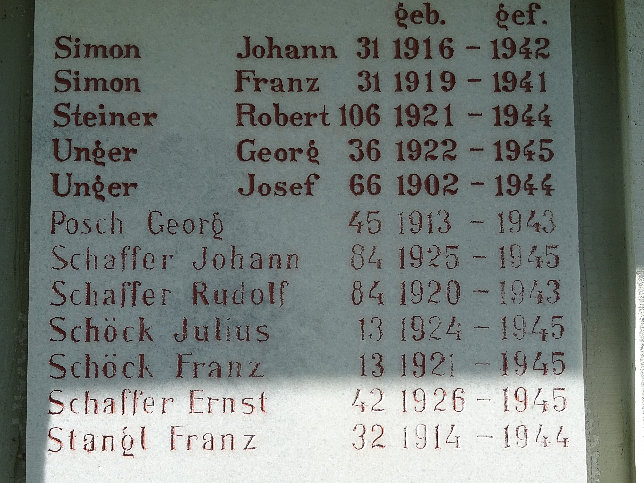 geb. gef.
Simon Johann 31 1916 - 1942
Simon Franz 31 1919 - 1941
Steiner Robert 106 1921 - 1944
Unger Georg 36 1922 - 1945
Unger Josef 66 1902 - 1944
Posch Georg 45 1913 - 1943
Schaffer Johann 84 1925 - 1945
Schaffer Rudolf 84 1920 - 1943
Schöck Julius 13 1924 - 1945
Schöck Franz 13 1921 - 1945
Schaffer Ernst 42 1926 - 1945
Stangl Franz 32 1914 - 1944